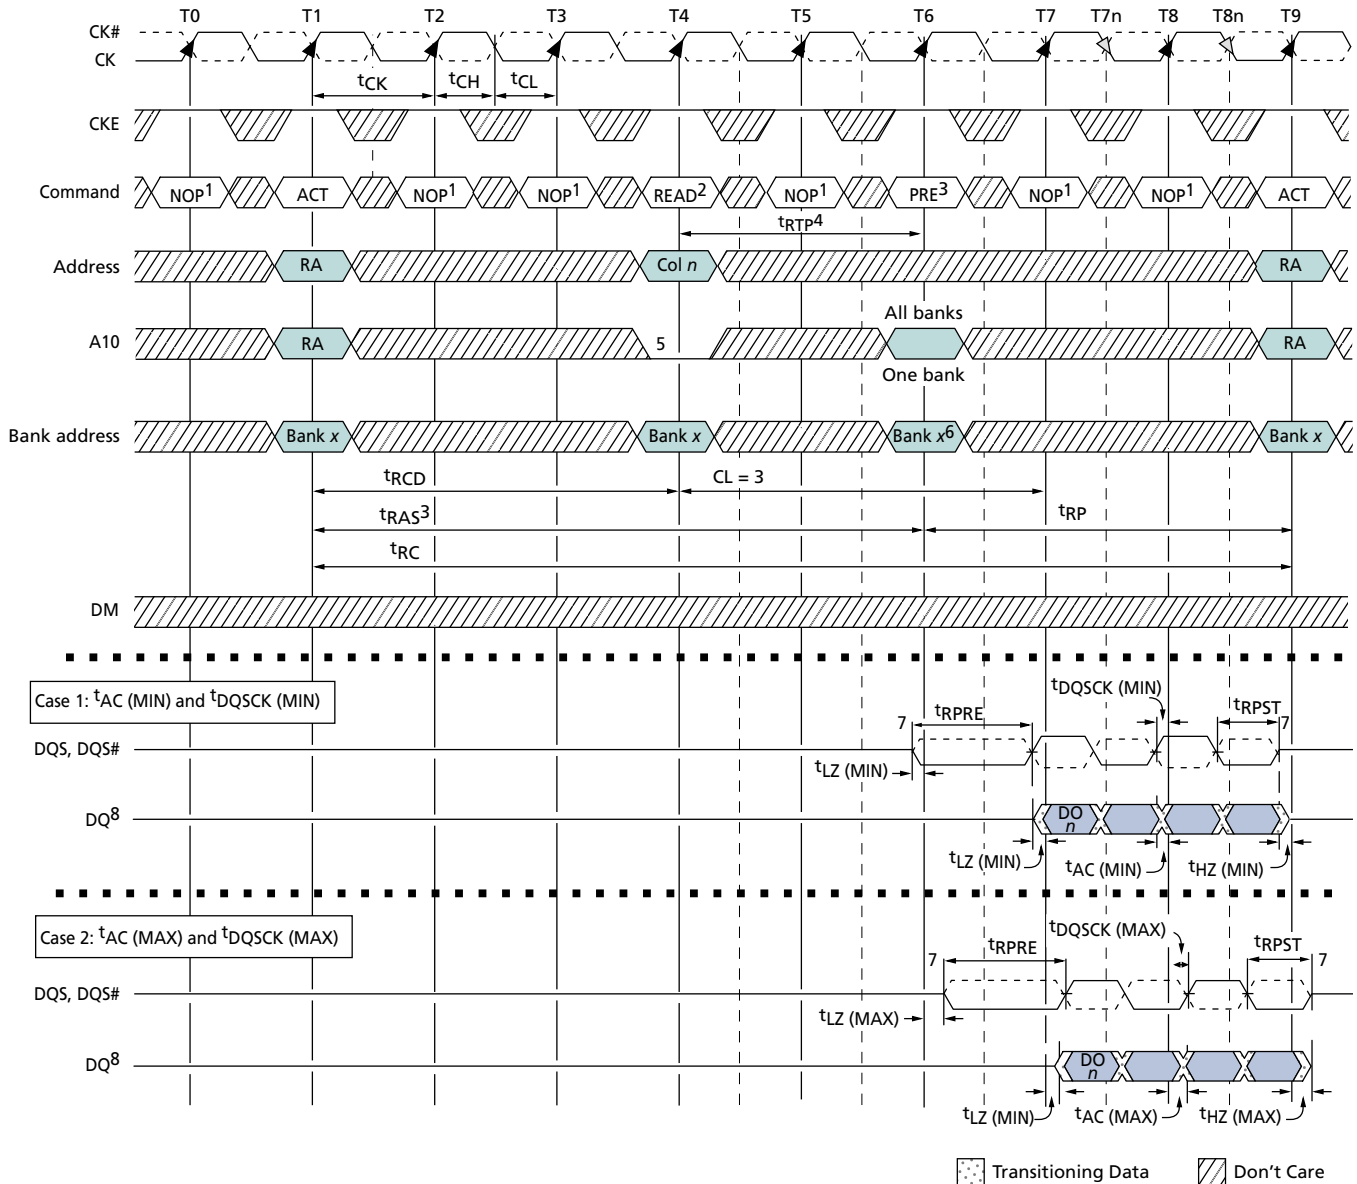 T0 T1 T2 T3 T4 T5 T6 T7 T7n T8 T8n T9
CK#
CK
tCK tCH tCL
CKE
Command NOP1 ACT NOP1 NOP1 READ2 NOP1 PRE3 NOP1 NOP1 ACT
tRTP4
Address RA Col n RA
All banks
A10 RA 5 RA
One bank
Bank address Bank x Bank x Bank x6 Bank x
tRCD CL = 3
tRAS3 tRP
tRC
DM
Case 1: tAC (MIN) and tDQSCK (MIN)
tDQSCK (MIN)
7 tRPRE tRPST 7
DQS, DQS#
tLZ (MIN)
DQ8 DO n
tLZ (MIN) tAC (MIN) tHZ (MIN)
Case 2: tAC (MAX) and tDQSCK (MAX)
tDQSCK (MAX)
7 tRPRE tRPST 7
DQS, DQS#
tLZ (MAX)
DQ8 DO n
tLZ (MIN) tAC (MAX) tHZ (MAX)
Transitioning Data Don't Care